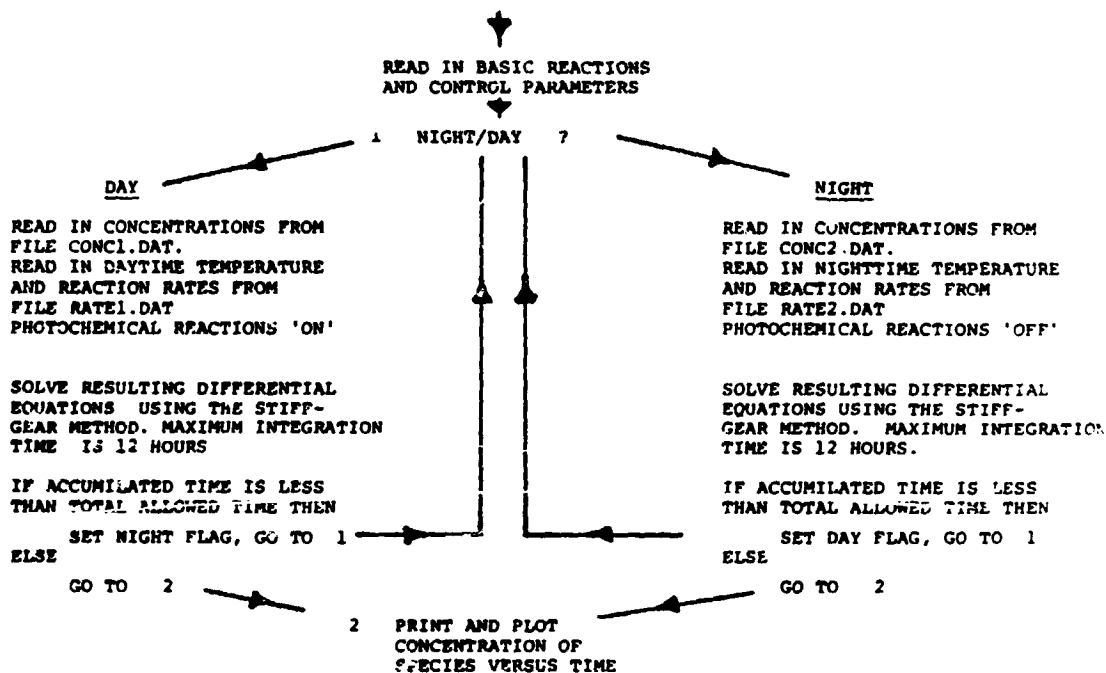 READ IN BASIC REACTIONS
AND CONTROL PARAMETERS
1 NIGHT/DAY ?
DAY
READ IN CONCENTRATIONS FROM
FILE CONC1.DAT.
READ IN DAYTIME TEMPERATURE
AND REACTION RATES FROM
FILE RATE1.DAT
PHOTOCHEMICAL REACTIONS 'ON'
SOLVE RESULTING DIFFERENTIAL
EQUATIONS USING THE STIFF-
GEAR METHOD. MAXIMUM INTEGRATION
TIME IS 12 HOURS
IF ACCUMILATED TIME IS LESS
THAN TOTAL ALLOWED TIME THEN
SET NIGHT FLAG, GO TO 1
ELSE
GO TO 2
NIGHT
READ IN CONCENTRATIONS FROM
FILE CONC2.DAT.
READ IN NIGHTTIME TEMPERATURE
AND REACTION RATES FROM
FILE RATE2.DAT
PHOTOCHEMICAL REACTIONS 'OFF'
SOLVE RESULTING DIFFERENTIAL
EQUATIONS USING THE STIFF-
GEAR METHOD. MAXIMUM INTEGRATION
TIME IS 12 HOURS.
IF ACCUMILATED TIME IS LESS
THAN TOTAL ALLOWED TIME THEN
SET DAY FLAG, GO TO 1
ELSE
GO TO 2
2 PRINT AND PLOT
CONCENTRATION OF
SPECIES VERSUS TIME